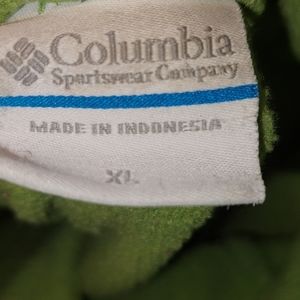 Columbia
Sportswear Company
MADE IN INDONESIA
XL